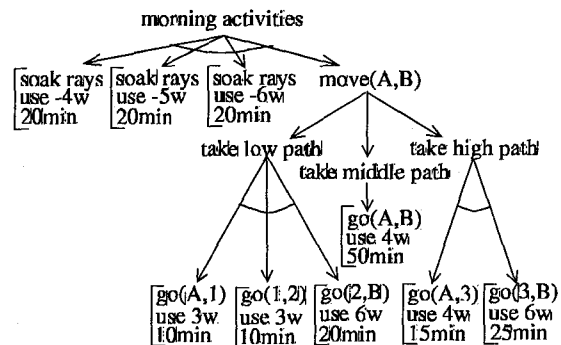 morning activities
soak rays
use -4w
20min
soak rays
use -5w
20min
soak rays
use -6w
20min
move(A,B)
take low path
take middle path
take high path
go(A,B)
use 4w
50min
go(A,1)
use 3w
10min
go(1,2)
use 3w
10min
go(2,B)
use 6w
20min
go(A,3)
use 4w
15min
go(3,B)
use 6w
25min